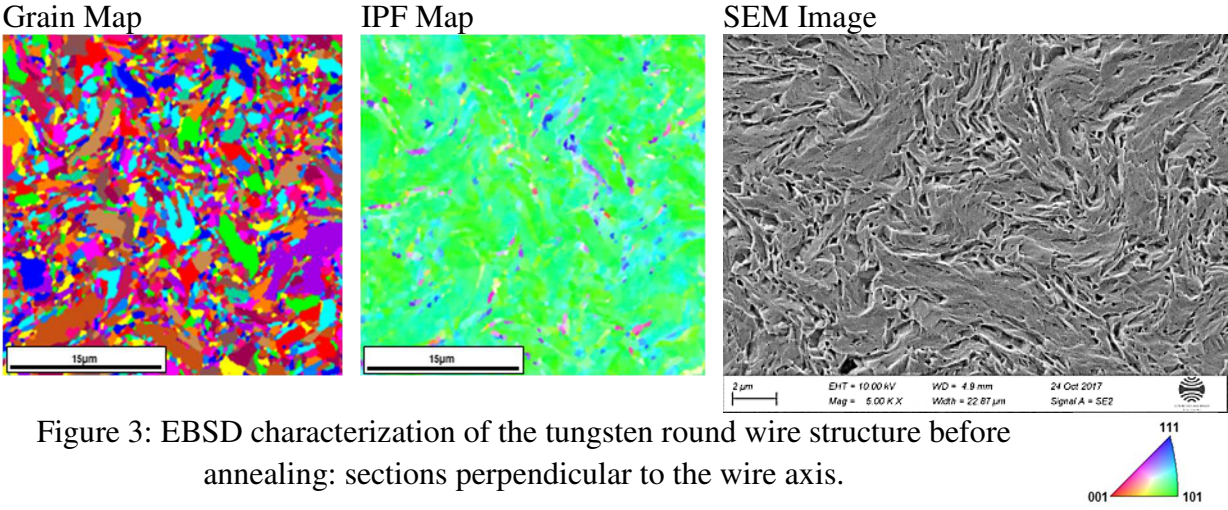 Grain Map IPF Map SEM Image
15µm 15µm
2 µm EHT = 10.00 kV WD = 4.9 mm 24 Oct 2017
Mag = 5.00 K X Width = 22.87 µm Signal A = SE2
Figure 3: EBSD characterization of the tungsten round wire structure before
annealing: sections perpendicular to the wire axis.
111
001 101